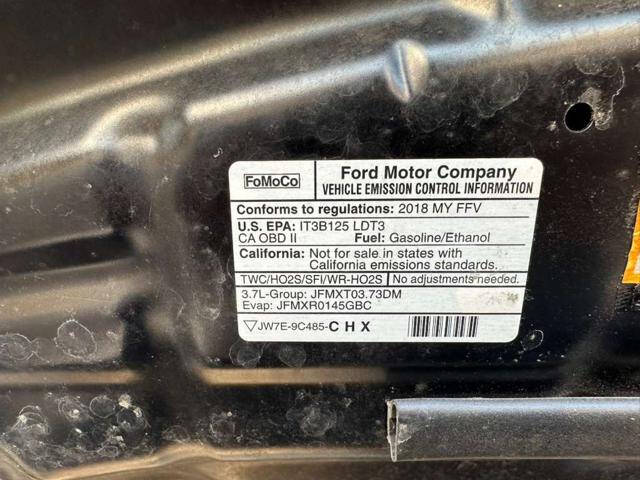 FoMoCo
Ford Motor Company
VEHICLE EMISSION CONTROL INFORMATION
Conforms to regulations: 2018 MY FFV
U.S. EPA: IT3B125 LDT3
CA OBD II Fuel: Gasoline/Ethanol
California: Not for sale in states with
California emissions standards.
TWC/HO2S/SFI/WR-HO2S No adjustments needed.
3.7L-Group: JFMXT03.73DM
Evap: JFMXR0145GBC
JW7E-9C485-CHX